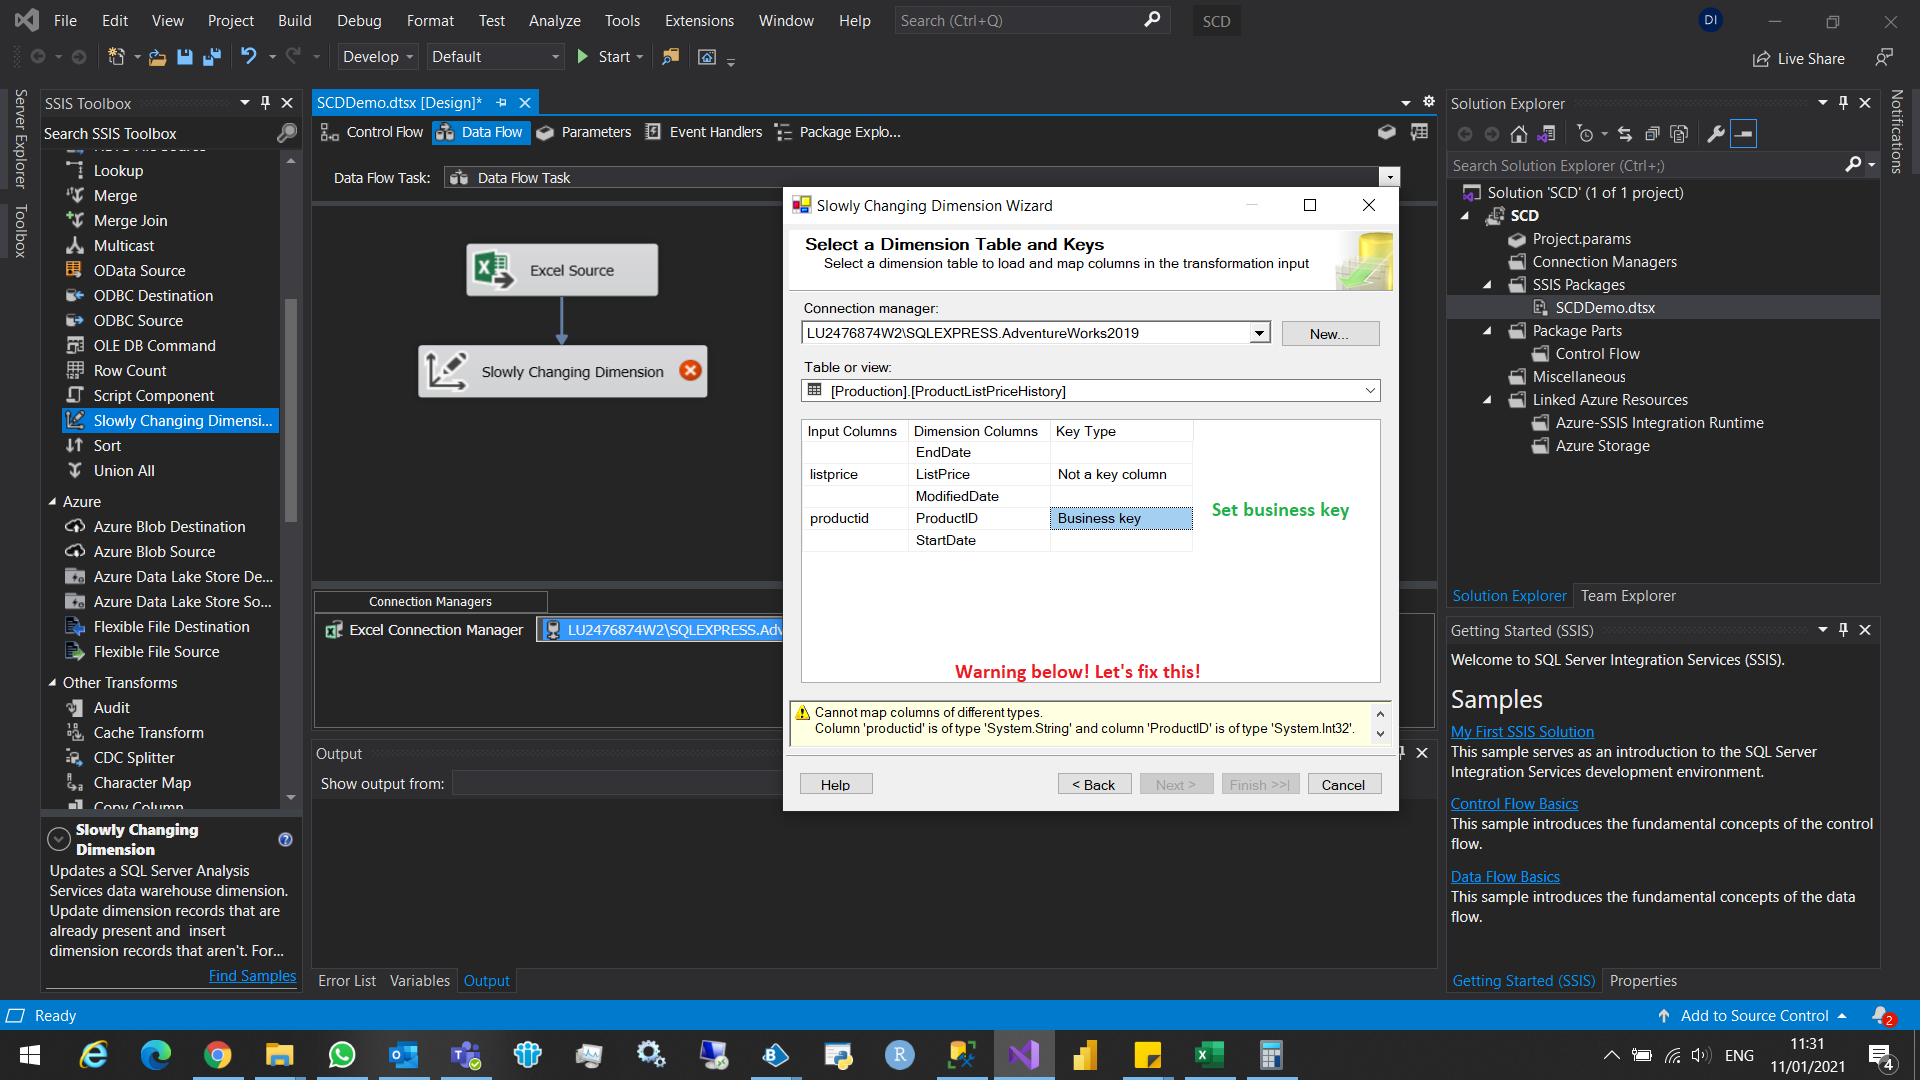 File Edit View Project Build Debug Format Test Analyze Tools Extensions Window Help Search (Ctrl+Q) SCD DI
Develop Default Start Live Share
Server Explorer
Toolbox
SSIS Toolbox
Search SSIS Toolbox
Lookup
Merge
Merge Join
Multicast
OData Source
ODBC Destination
ODBC Source
OLE DB Command
Row Count
Script Component
Slowly Changing Dimensi...
Sort
Union All
Azure
Azure Blob Destination
Azure Blob Source
Azure Data Lake Store De...
Azure Data Lake Store So...
Flexible File Destination
Flexible File Source
Other Transforms
Audit
Cache Transform
CDC Splitter
Character Map
Copy Column
Slowly Changing
Dimension
Updates a SQL Server Analysis
Services data warehouse dimension.
Update dimension records that are
already present and insert
dimension records that aren't. For...
Find Samples
SCDDemo.dtsx [Design]*
Control Flow Data Flow Parameters Event Handlers Package Explo...
Data Flow Task: Data Flow Task
Excel Source
Slowly Changing Dimension
Connection Managers
Excel Connection Manager LU2476874W2\SQLEXPRESS.Adv
Output
Show output from:
Error List Variables Output
Slowly Changing Dimension Wizard
Select a Dimension Table and Keys
Select a dimension table to load and map columns in the transformation input
Connection manager:
LU2476874W2\SQLEXPRESS.AdventureWorks2019 New...
Table or view:
[Production].[ProductListPriceHistory]
Input Columns Dimension Columns Key Type
EndDate
listprice ListPrice Not a key column
ModifiedDate
productid ProductID Business key
StartDate
Set business key
Warning below! Let's fix this!
Cannot map columns of different types.
Column 'productid' is of type 'System.String' and column 'ProductID' is of type 'System.Int32'.
Help < Back Next > Finish >>| Cancel
Solution Explorer
Search Solution Explorer (Ctrl+;)
Solution 'SCD' (1 of 1 project)
SCD
Project.params
Connection Managers
SSIS Packages
SCDDemo.dtsx
Package Parts
Control Flow
Miscellaneous
Linked Azure Resources
Azure-SSIS Integration Runtime
Azure Storage
Solution Explorer Team Explorer
Getting Started (SSIS)
Welcome to SQL Server Integration Services (SSIS).
Samples
My First SSIS Solution
This sample serves as an introduction to the SQL Server
Integration Services development environment.
Control Flow Basics
This sample introduces the fundamental concepts of the control
flow.
Data Flow Basics
This sample introduces the fundamental concepts of the data
flow.
Getting Started (SSIS) Properties
Notifications
Ready Add to Source Control 2
ENG 11:31
11/01/2021 4